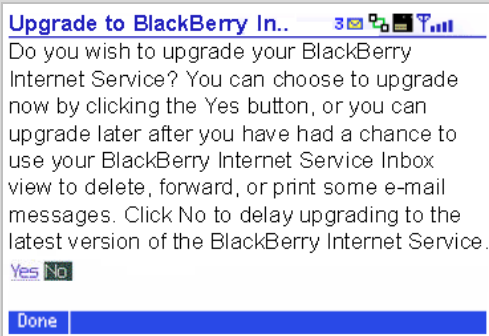 Upgrade to BlackBerry In.. 3
Do you wish to upgrade your BlackBerry
Internet Service? You can choose to upgrade
now by clicking the Yes button, or you can
upgrade later after you have had a chance to
use your BlackBerry Internet Service Inbox
view to delete, forward, or print some e-mail
messages. Click No to delay upgrading to the
latest version of the BlackBerry Internet Service.
Yes No
Done